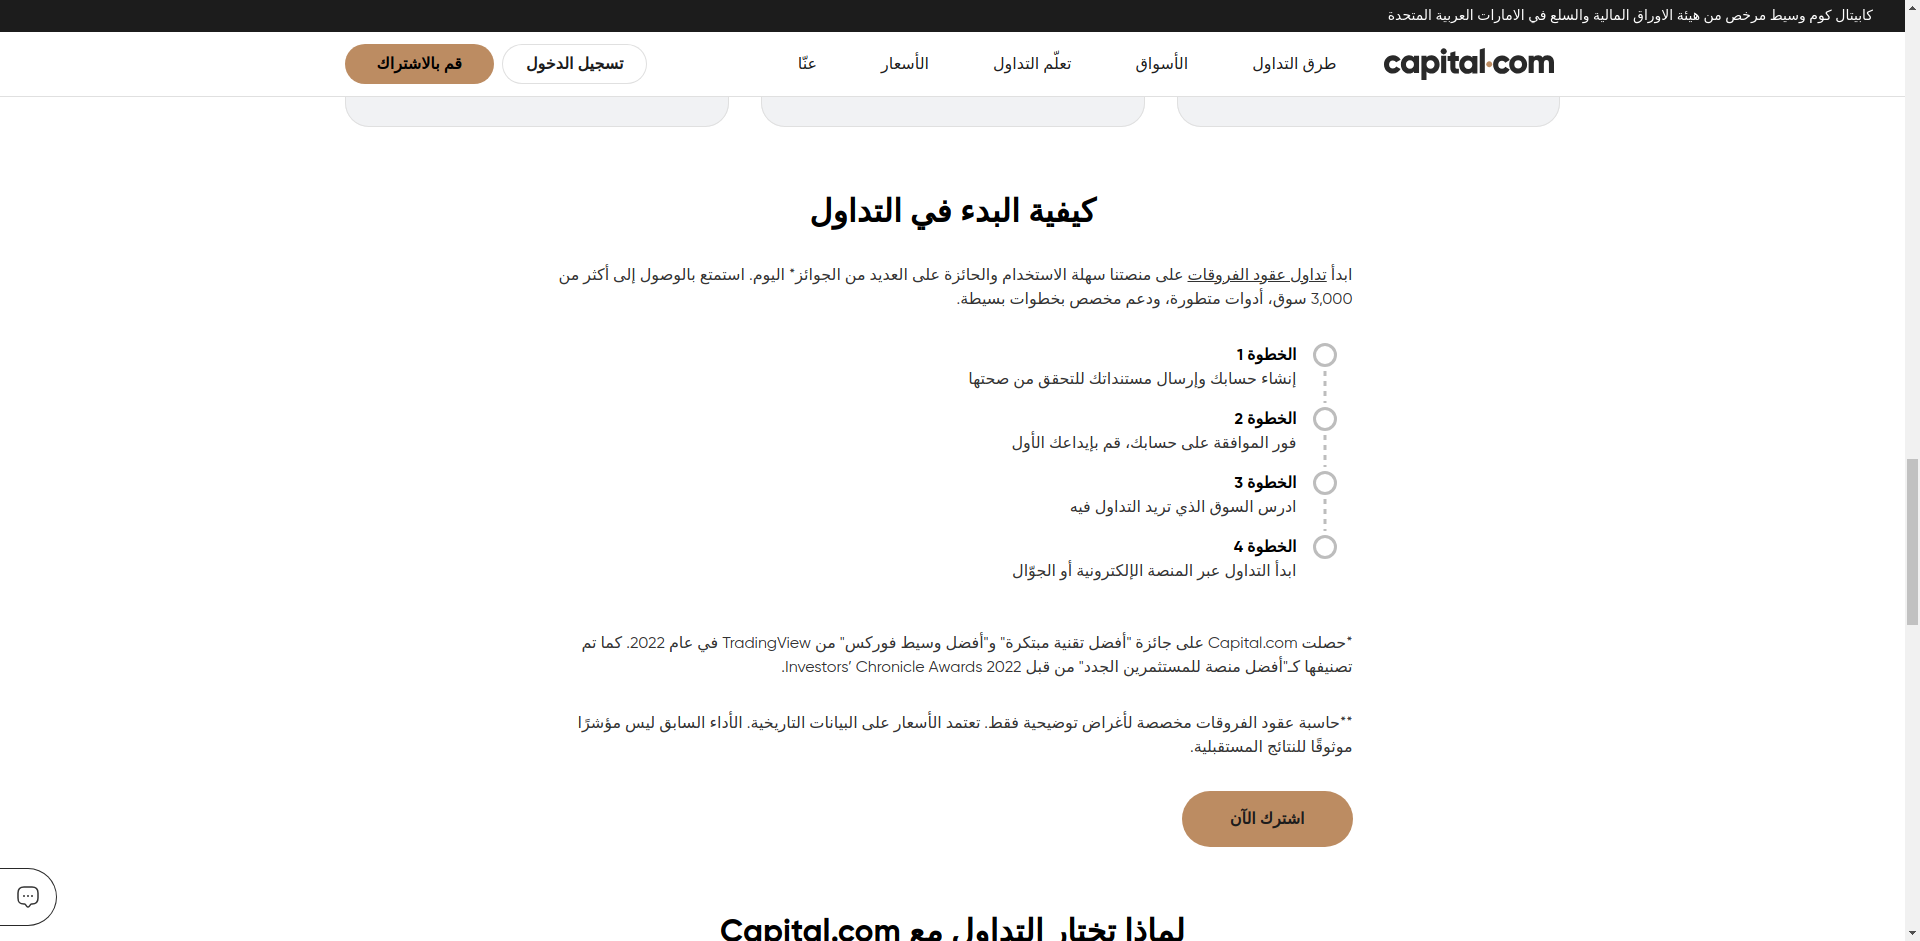 كابيتال كوم وسيط مرخص من هيئة الاوراق المالية والسلع في الامارات العربية المتحدة
capital.com
طرق التداول
الأسواق
تعلّم التداول
الأسعار
عنّا
تسجيل الدخول
قم بالاشتراك
كيفية البدء في التداول
ابدأ تداول عقود الفروقات على منصتنا سهلة الاستخدام والحائزة على العديد من الجوائز* اليوم. استمتع بالوصول إلى أكثر من
3,000 سوق، أدوات متطورة، ودعم مخصص بخطوات بسيطة.
الخطوة 1
إنشاء حسابك وإرسال مستنداتك للتحقق من صحتها
الخطوة 2
فور الموافقة على حسابك، قم بإيداعك الأول
الخطوة 3
ادرس السوق الذي تريد التداول فيه
الخطوة 4
ابدأ التداول عبر المنصة الإلكترونية أو الجوّال
*حصلت Capital.com على جائزة "أفضل تقنية مبتكرة" و"أفضل وسيط فوركس" من TradingView في عام 2022. كما تم
تصنيفها كـ"أفضل منصة للمستثمرين الجدد" من قبل Investors’ Chronicle Awards 2022.
**حاسبة عقود الفروقات مخصصة لأغراض توضيحية فقط. تعتمد الأسعار على البيانات التاريخية. الأداء السابق ليس مؤشرًا
موثوقًا للنتائج المستقبلية.
اشترك الآن
لماذا تختار التداول مع Capital.com